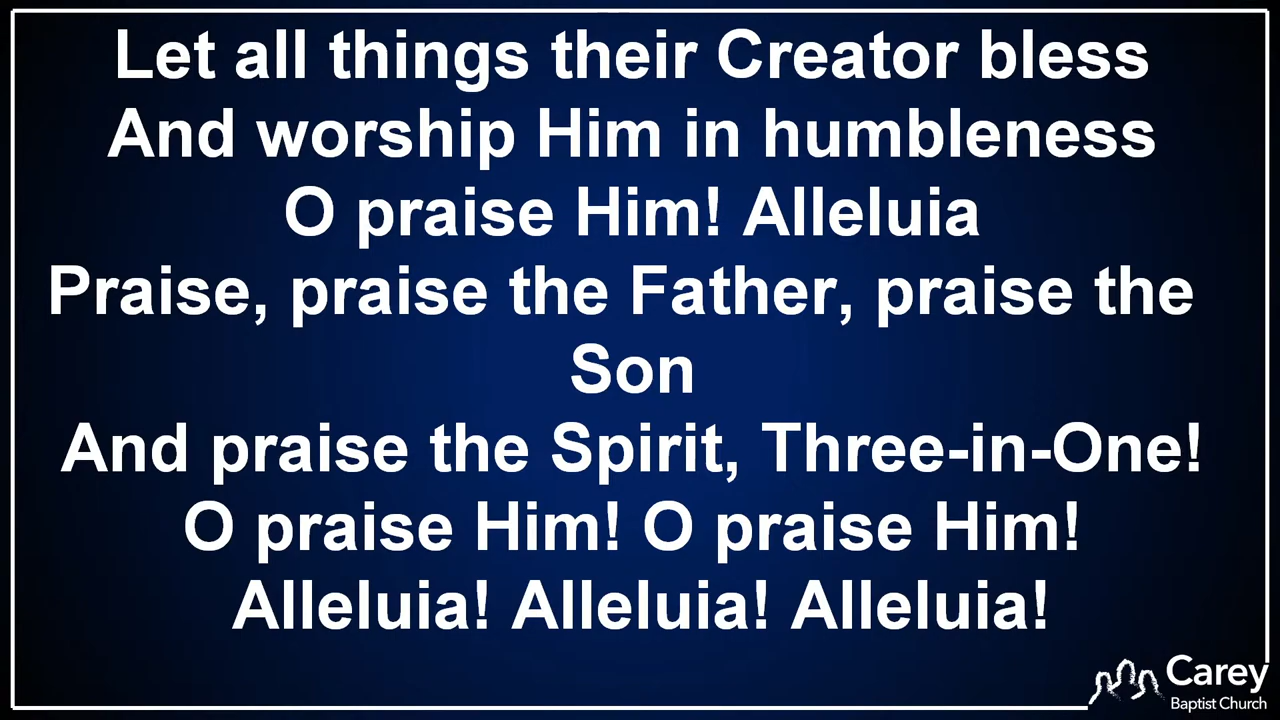 Let all things their Creator bless
And worship Him in humbleness
O praise Him! Alleluia
Praise, praise the Father, praise the
Son
And praise the Spirit, Three-in-One!
O praise Him! O praise Him!
Alleluia! Alleluia! Alleluia!
Carey
Baptist Church